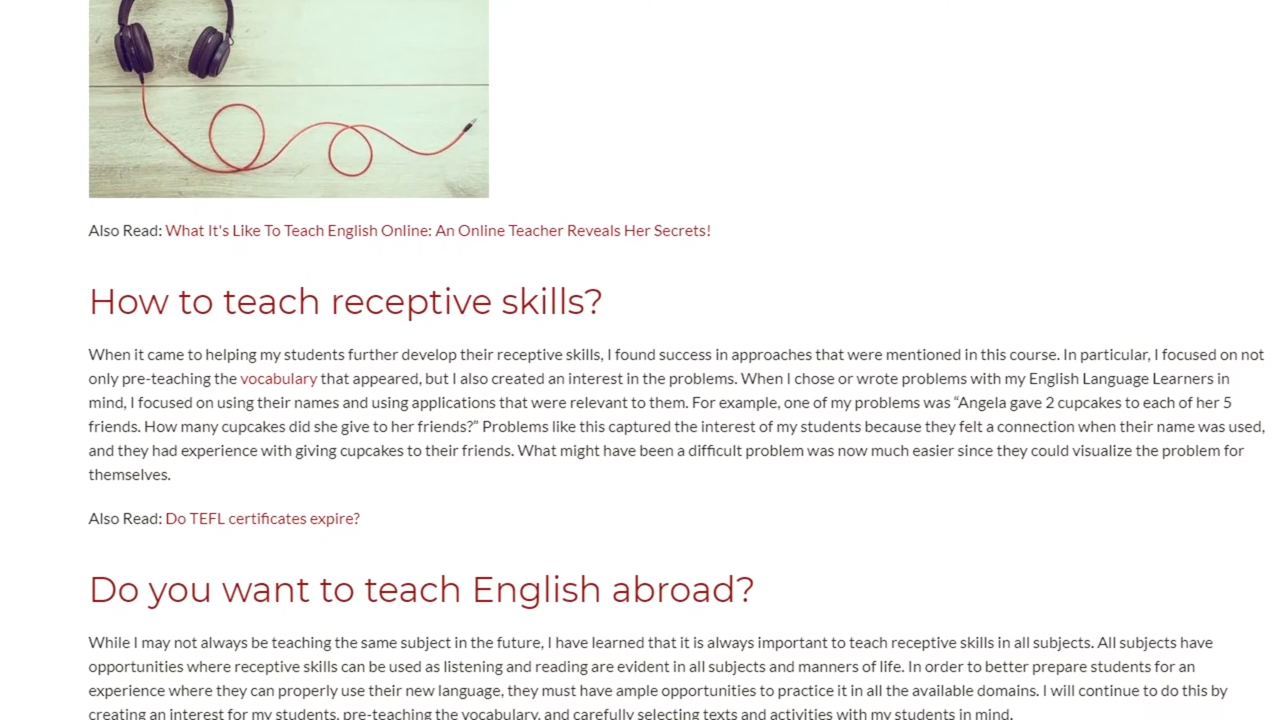 Also Read: What It's Like To Teach English Online: An Online Teacher Reveals Her Secrets!
How to teach receptive skills?
When it came to helping my students further develop their receptive skills, I found success in approaches that were mentioned in this course. In particular, I focused on not
only pre-teaching the vocabulary that appeared, but I also created an interest in the problems. When I chose or wrote problems with my English Language Learners in
mind, I focused on using their names and using applications that were relevant to them. For example, one of my problems was “Angela gave 2 cupcakes to each of her 5
friends. How many cupcakes did she give to her friends?” Problems like this captured the interest of my students because they felt a connection when their name was used,
and they had experience with giving cupcakes to their friends. What might have been a difficult problem was now much easier since they could visualize the problem for
themselves.
Also Read: Do TEFL certificates expire?
Do you want to teach English abroad?
While I may not always be teaching the same subject in the future, I have learned that it is always important to teach receptive skills in all subjects. All subjects have
opportunities where receptive skills can be used as listening and reading are evident in all subjects and manners of life. In order to better prepare students for an
experience where they can properly use their new language, they must have ample opportunities to practice it in all the available domains. I will continue to do this by
creating an interest for my students, pre-teaching the vocabulary, and carefully selecting texts and activities with my students in mind.